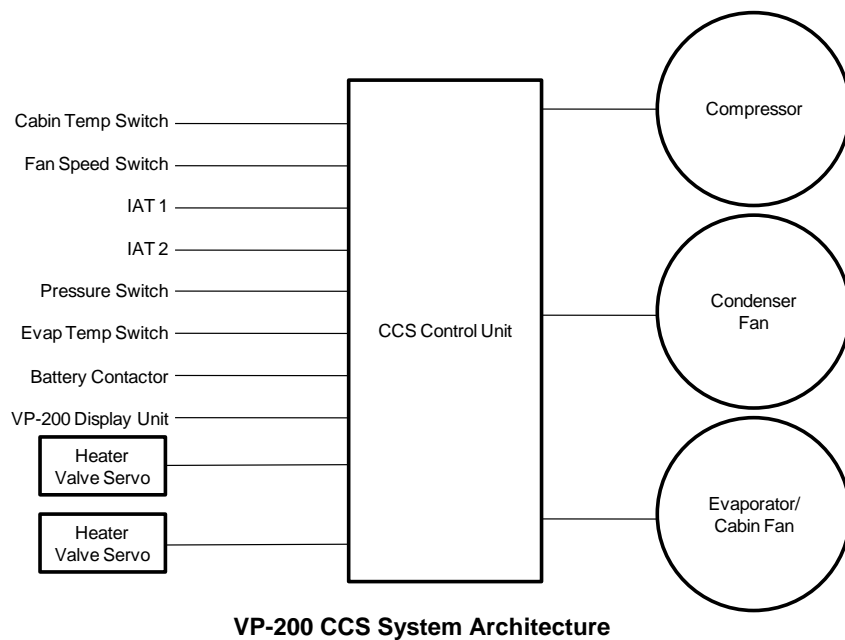 Cabin Temp Switch
Fan Speed Switch
IAT 1
IAT 2
Pressure Switch
Evap Temp Switch
Battery Contactor
VP-200 Display Unit
Heater
Valve Servo
Heater
Valve Servo
CCS Control Unit
Compressor
Condenser
Fan
Evaporator/
Cabin Fan
VP-200 CCS System Architecture